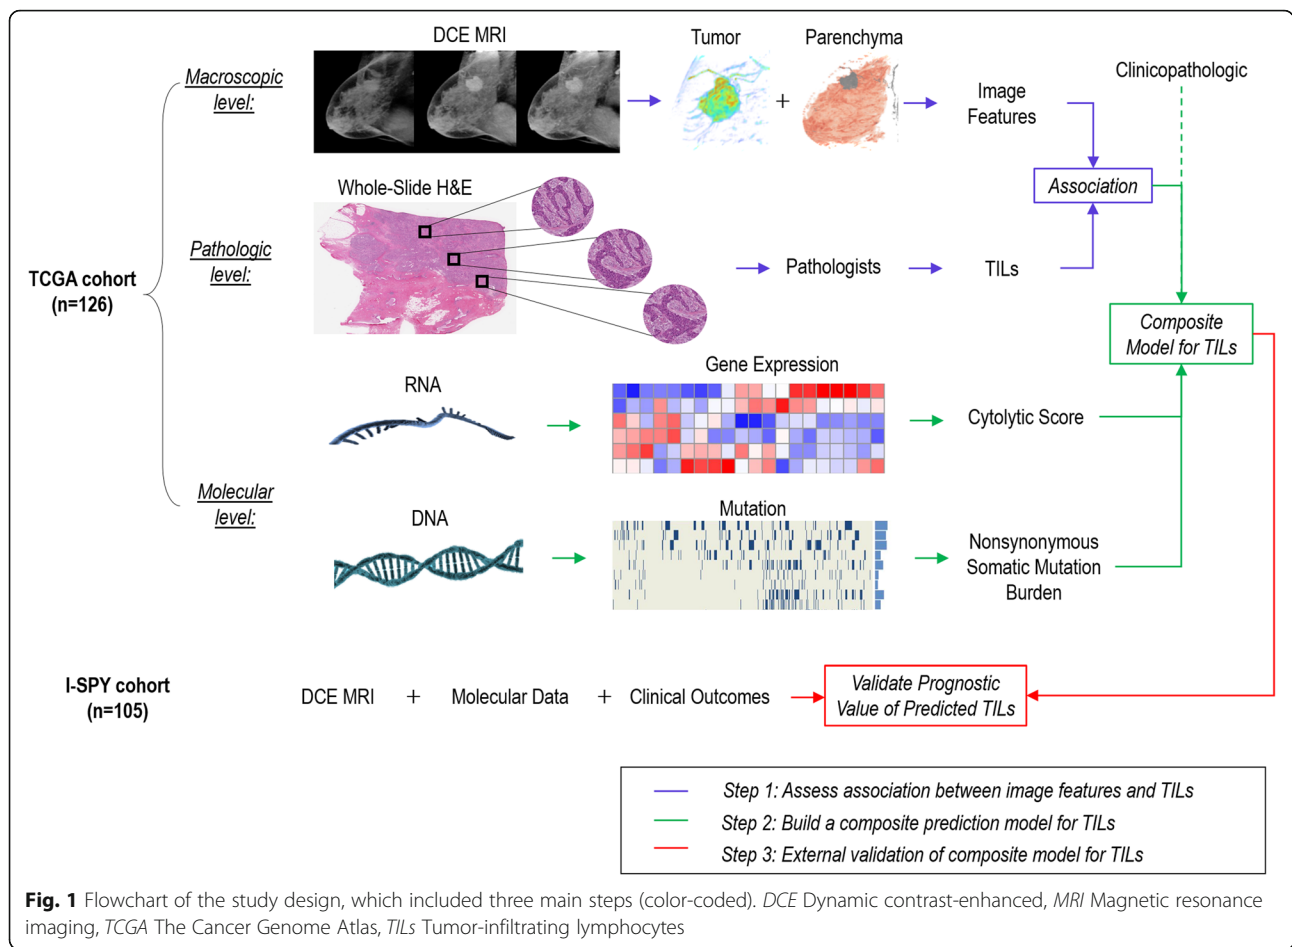 DCE MRI
Tumor
Parenchyma
Macroscopic
level:
+
Image
Features
Clinicopathologic
Association
Whole-Slide H&E
Pathologic
level:
Pathologists
TILs
TCGA cohort
(n=126)
Composite
Model for TILs
RNA
Gene Expression
Cytolytic Score
Molecular
level:
DNA
Mutation
Nonsynonymous
Somatic Mutation
Burden
I-SPY cohort
(n=105)
DCE MRI + Molecular Data + Clinical Outcomes
Validate Prognostic
Value of Predicted TILs
Step 1: Assess association between image features and TILs
Step 2: Build a composite prediction model for TILs
Step 3: External validation of composite model for TILs
Fig. 1 Flowchart of the study design, which included three main steps (color-coded). DCE Dynamic contrast-enhanced, MRI Magnetic resonance
imaging, TCGA The Cancer Genome Atlas, TILs Tumor-infiltrating lymphocytes